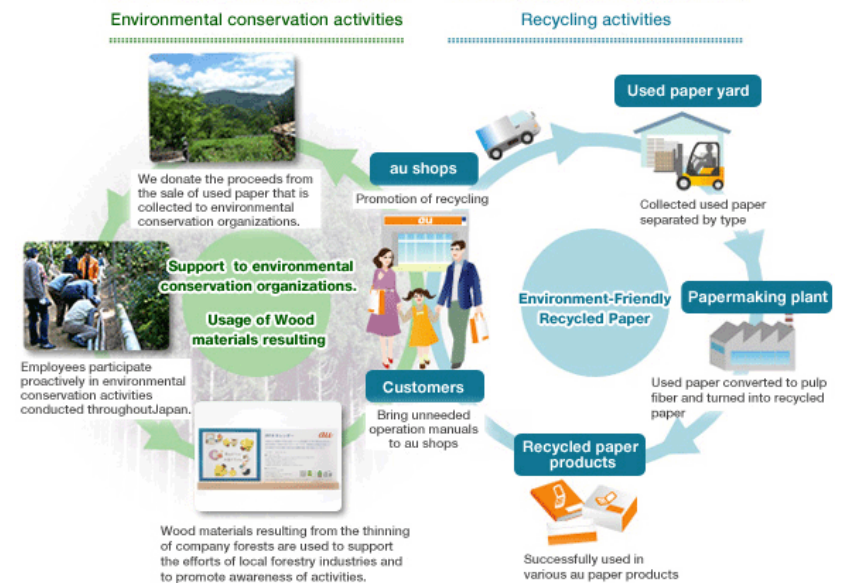 Environmental conservation activities
Recycling activities
Used paper yard
au shops
We donate the proceeds from
the sale of used paper that is
collected to environmental
conservation organizations.
Promotion of recycling
au
Collected used paper
separated by type
Support to environmental
conservation organizations.
Usage of Wood
materials resulting
Environment-Friendly
Recycled Paper
Papermaking plant
Employees participate
proactively in environmental
conservation activities
conducted throughoutJapan.
Used paper converted to pulp
fiber and turned into recycled
paper
Customers
Bring unneeded
operation manuals
to au shops
Recycled paper
products
au
Wood materials resulting from the thinning
of company forests are used to support
the efforts of local forestry industries and
to promote awareness of activities.
Successfully used in
various au paper products